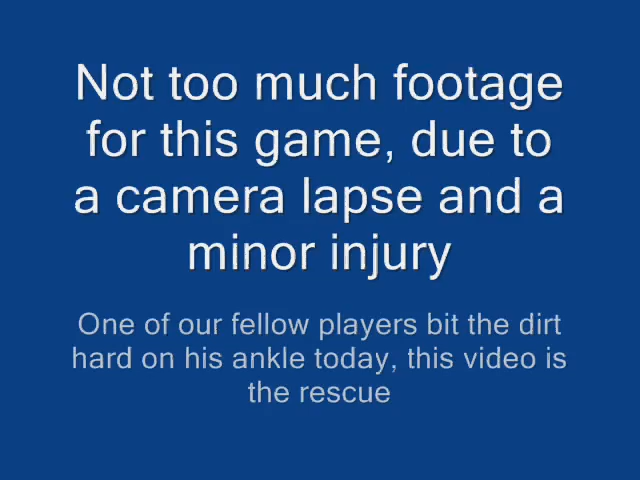 Not too much footage
for this game, due to
a camera lapse and a
minor injury
One of our fellow players bit the dirt
hard on his ankle today, this video is
the rescue